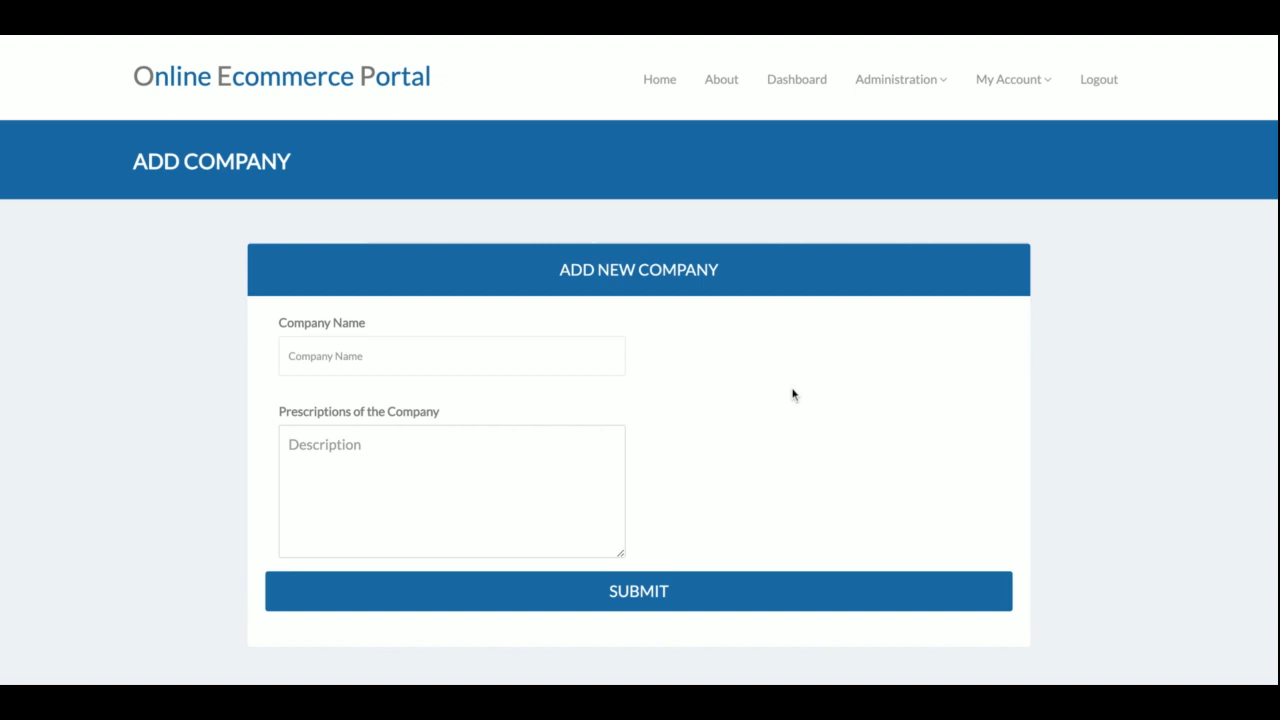 Online Ecommerce Portal
Home About Dashboard Administration My Account Logout
ADD COMPANY
ADD NEW COMPANY
Company Name
Company Name
Prescriptions of the Company
Description
SUBMIT